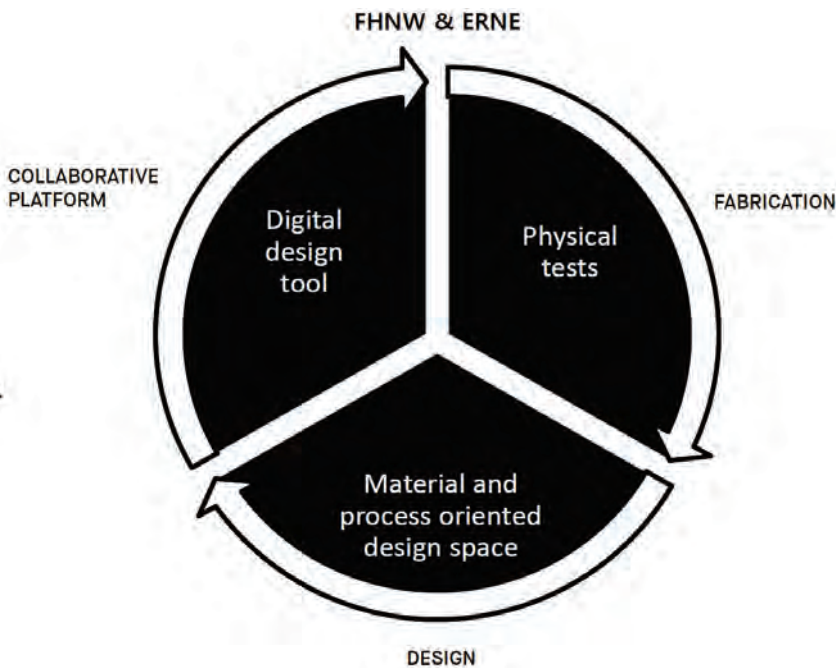 FHNW & ERNE
COLLABORATIVE
PLATFORM
Digital
design
tool
Physical
tests
FABRICATION
Material and
process oriented
design space
DESIGN